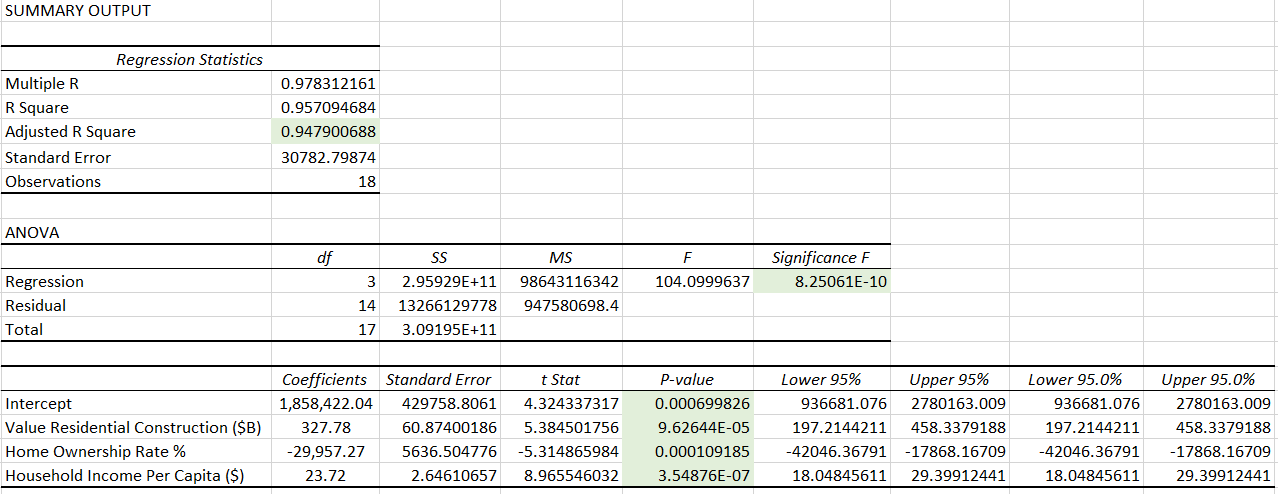 SUMMARY OUTPUT
Regression Statistics
Multiple R 0.978312161
R Square 0.957094684
Adjusted R Square 0.947900688
Standard Error 30782.79874
Observations 18
ANOVA
df SS MS F Significance F
Regression 3 2.95929E+11 98643116342 104.0999637 8.25061E-10
Residual 14 13266129778 947580698.4
Total 17 3.09195E+11
Coefficients Standard Error t Stat P-value Lower 95% Upper 95% Lower 95.0% Upper 95.0%
Intercept 1,858,422.04 429758.8061 4.324337317 0.000699826 936681.076 2780163.009 936681.076 2780163.009
Value Residential Construction ($B) 327.78 60.87400186 5.384501756 9.62644E-05 197.2144211 458.3379188 197.2144211 458.3379188
Home Ownership Rate % -29,957.27 5636.504776 -5.314865984 0.000109185 -42046.36791 -17868.16709 -42046.36791 -17868.16709
Household Income Per Capita ($) 23.72 2.64610657 8.965546032 3.54876E-07 18.04845611 29.39912441 18.04845611 29.39912441